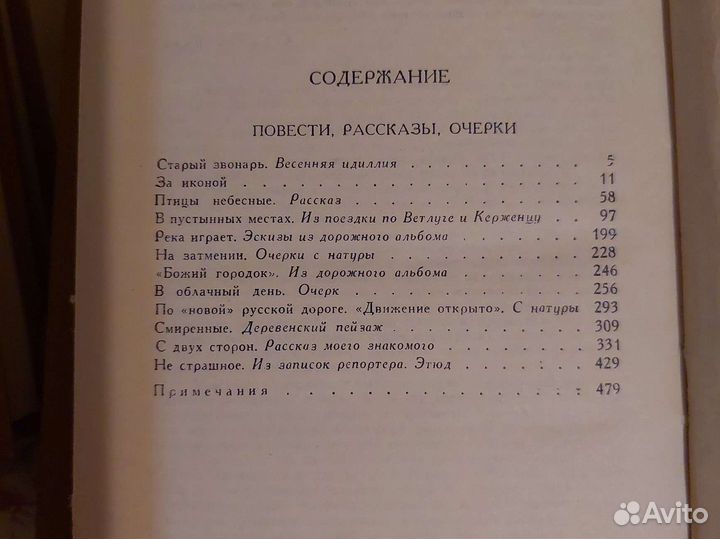 СОДЕРЖАНИЕ
ПОВЕСТИ, РАССКАЗЫ, ОЧЕРКИ
Старый звонарь. Весенняя идиллия . . . . . . . . . . 5
За иконой . . . . . . . . . . . . . . . . . 11
Птицы небесные. Рассказ . . . . . . . . . . . . 58
В пустынных местах. Из поездки по Ветлуге и Керженцу . . 97
Река играет. Эскизы из дорожного альбома . . . . . . . 199
На затмении. Очерки с натуры . . . . . . . . . . . 228
«Божий городок». Из дорожного альбома . . . . . . . 246
В облачный день. Очерк . . . . . . . . . . . . . 256
По «новой» русской дороге. «Движение открыто». С натуры 293
Смиренные. Деревенский пейзаж . . . . . . . . . . 309
С двух сторон. Рассказ моего знакомого . . . . . . . . 331
Не страшное. Из записок репортера. Этюд . . . . . . . 429
Примечания . . . . . . . . . . . . . . . 479
Avito